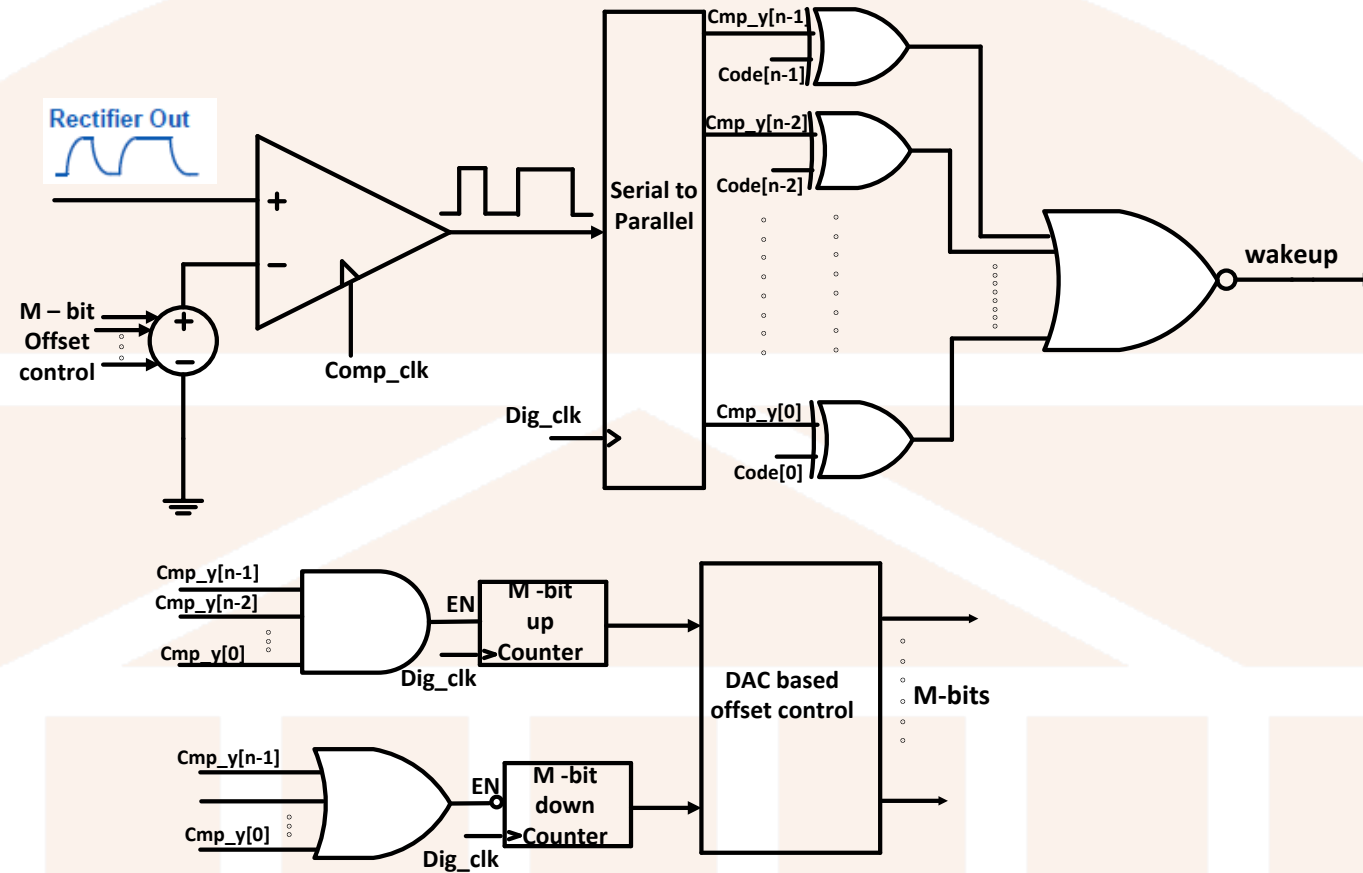 Cmp_y[n-1]
Code[n-1]
Rectifier Out
Cmp_y[n-2]
Code[n-2]
+
−
Serial to
Parallel
wakeup
M – bit
Offset
control
+
−
Comp_clk
Dig_clk
Cmp_y[0]
Code[0]
Cmp_y[n-1]
Cmp_y[n-2]
Cmp_y[0]
EN
Dig_clk
M -bit
up
Counter
DAC based
offset control
M-bits
Cmp_y[n-1]
Cmp_y[0]
EN
Dig_clk
M -bit
down
Counter